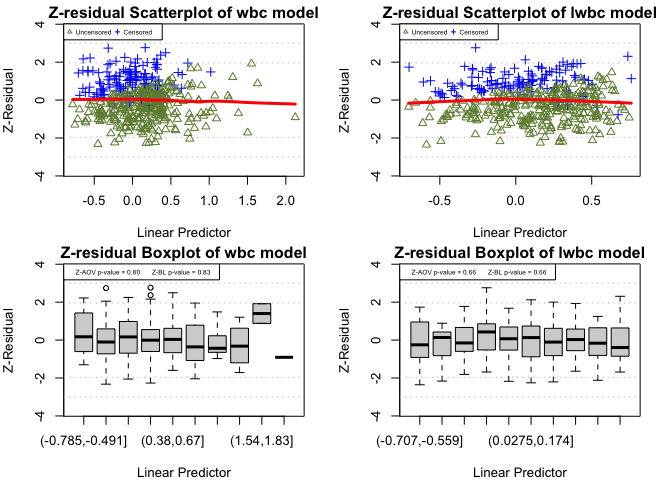 Z-residual Scatterplot of wbc model
Uncensored Censored
4
2
0
-2
-4
Z-Residual
-0.5 0.0 0.5 1.0 1.5 2.0
Linear Predictor
Z-residual Scatterplot of lwbc model
Uncensored Censored
4
2
0
-2
-4
Z-Residual
-0.5 0.0 0.5
Linear Predictor
Z-residual Boxplot of wbc model
Z-AOV p-value = 0.80 Z-BL p-value = 0.83
4
2
0
-2
-4
Z-Residual
(-0.785,-0.491] (0.38,0.67] (1.54,1.83]
Linear Predictor
Z-residual Boxplot of lwbc model
Z-AOV p-value = 0.66 Z-BL p-value = 0.66
4
2
0
-2
-4
Z-Residual
(-0.707,-0.559] (0.0275,0.174]
Linear Predictor